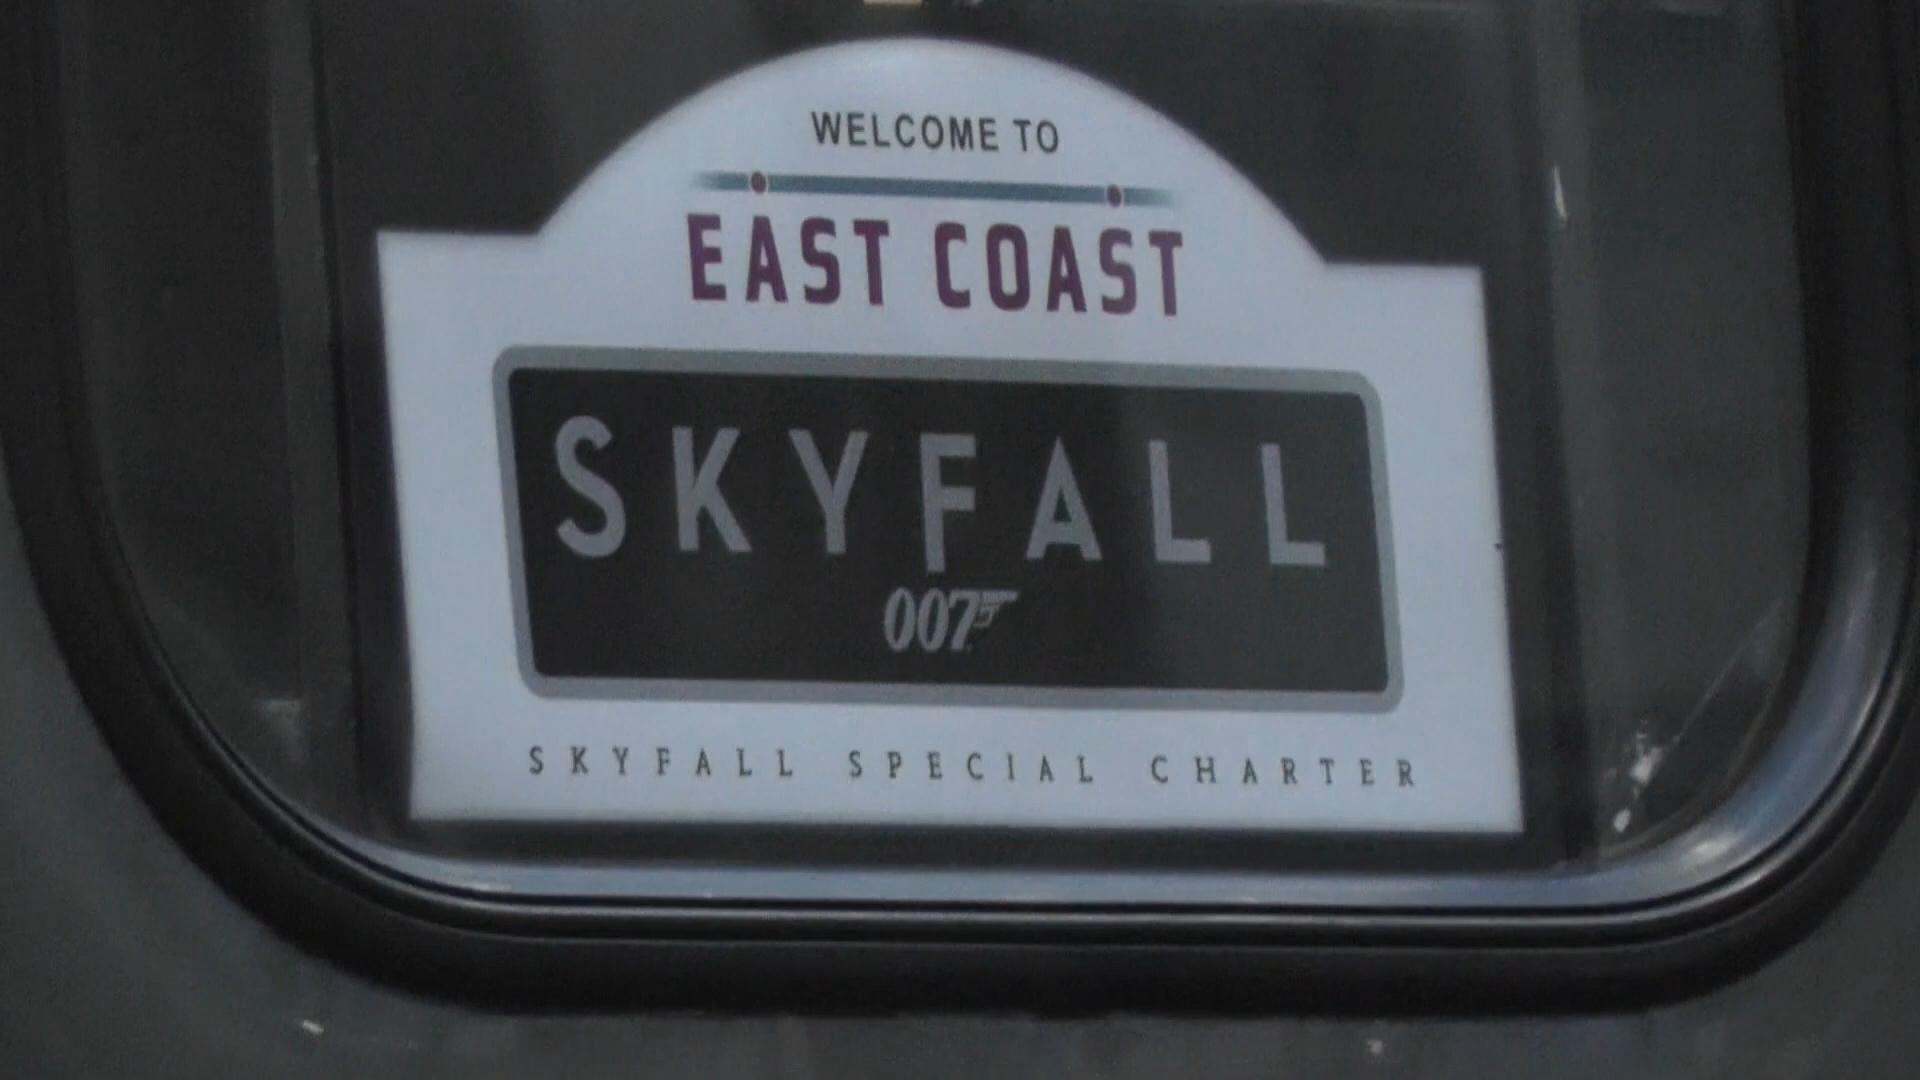 WELCOME TO
EAST COAST
SKYFALL
007
SKYFALL SPECIAL CHARTER